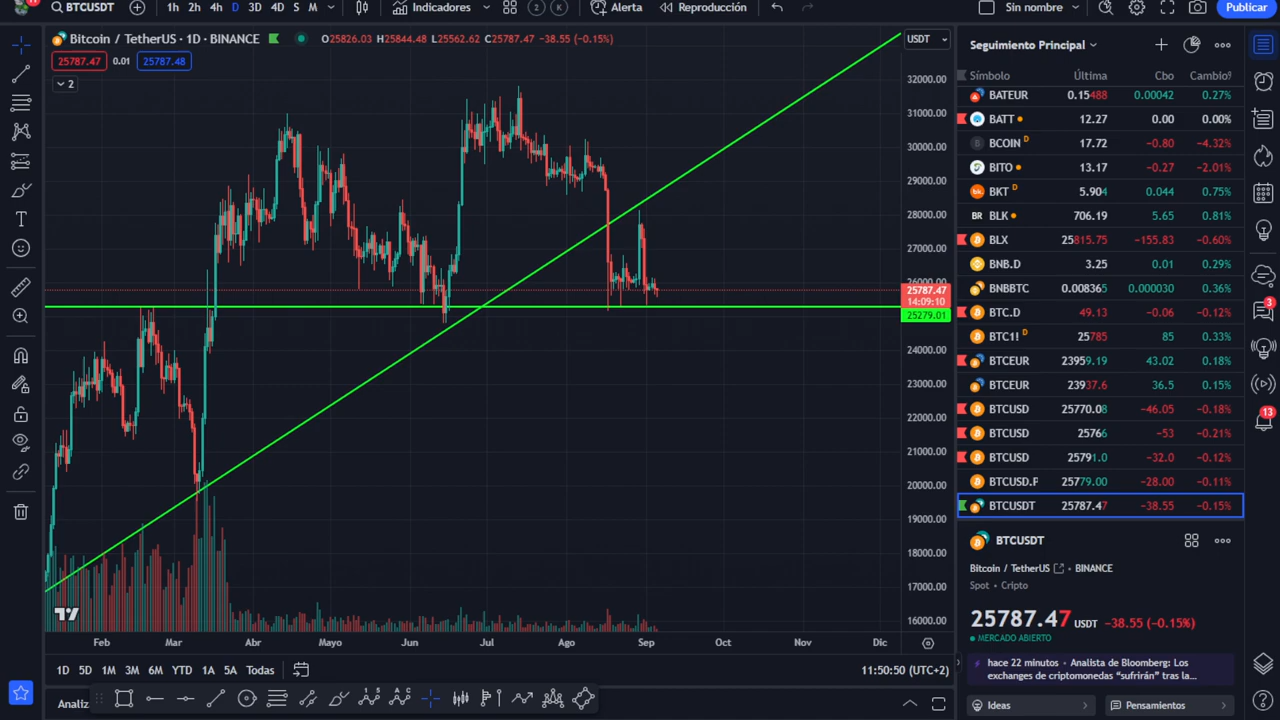 11
BTCUSDT
1h 2h 4h D 3D 4D S M
Indicadores
2 K
Alerta
Reproducción
Sin nombre
Publicar
Bitcoin / TetherUS · 1D · BINANCE
O25826.03 H25844.48 L25562.62 C25787.47 −38.55 (−0.15%)
USDT
25787.47 0.01 25787.48
2
32000.00
31000.00
30000.00
29000.00
28000.00
27000.00
26000.00
25787.47
14:09:10
25279.01
24000.00
23000.00
22000.00
21000.00
20000.00
19000.00
18000.00
17000.00
16000.00
Feb Mar Abr Mayo Jun Jul Ago Sep Oct Nov Dic
1D 5D 1M 3M 6M YTD 1A 5A Todas
11:50:50 (UTC+2)
Analiz
Seguimiento Principal
Símbolo Última Cbo Cambio%
BATEUR 0.15488 0.00042 0.27%
BATT 12.27 0.00 0.00%
BCOIN D 17.72 −0.80 −4.32%
BITO 13.17 −0.27 −2.01%
BKT D 5.904 0.044 0.75%
BLK 706.19 5.65 0.81%
BLX 25815.75 −155.83 −0.60%
BNB.D 3.25 0.01 0.29%
BNBBTC 0.008365 0.000030 0.36%
BTC.D 49.13 −0.06 −0.12%
BTC1! D 25785 85 0.33%
BTCEUR 23959.19 43.02 0.18%
BTCEUR 23937.6 36.5 0.15%
BTCUSD 25770.08 −46.05 −0.18%
BTCUSD 25766 −53 −0.21%
BTCUSD 25791.0 −32.0 −0.12%
BTCUSD.P 25779.00 −28.00 −0.11%
BTCUSDT 25787.47 −38.55 −0.15%
BTCUSDT
Bitcoin / TetherUS • BINANCE
Spot • Cripto
25787.47 USDT −38.55 (−0.15%)
MERCADO ABIERTO
hace 22 minutos • Analista de Bloomberg: Los
exchanges de criptomonedas “sufrirán” tras la...
Ideas
Pensamientos
3
13